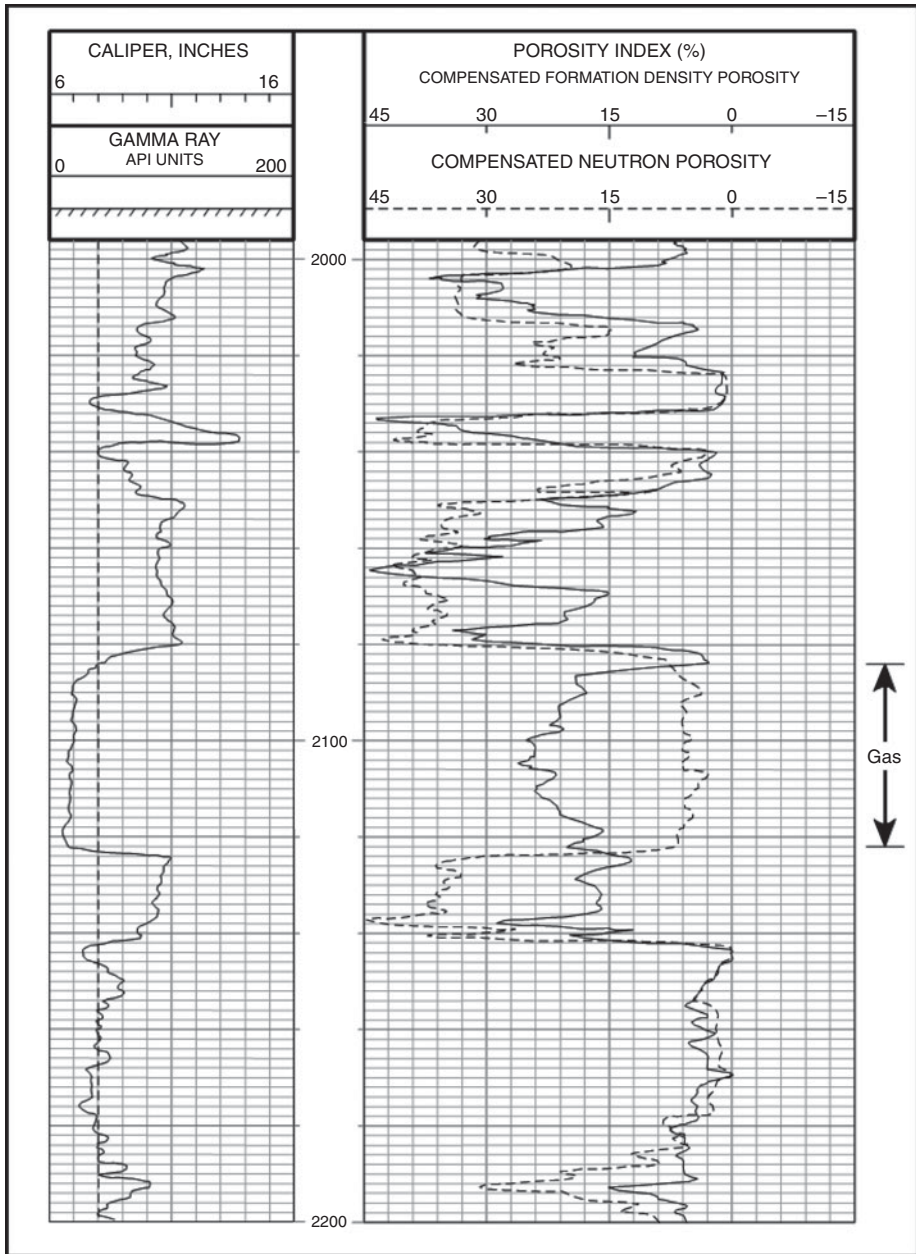 CALIPER, INCHES
6 16
GAMMA RAY
API UNITS
0 200
POROSITY INDEX (%)
COMPENSATED FORMATION DENSITY POROSITY
45 30 15 0 –15
COMPENSATED NEUTRON POROSITY
45 30 15 0 –15
2000
2100
Gas
2200